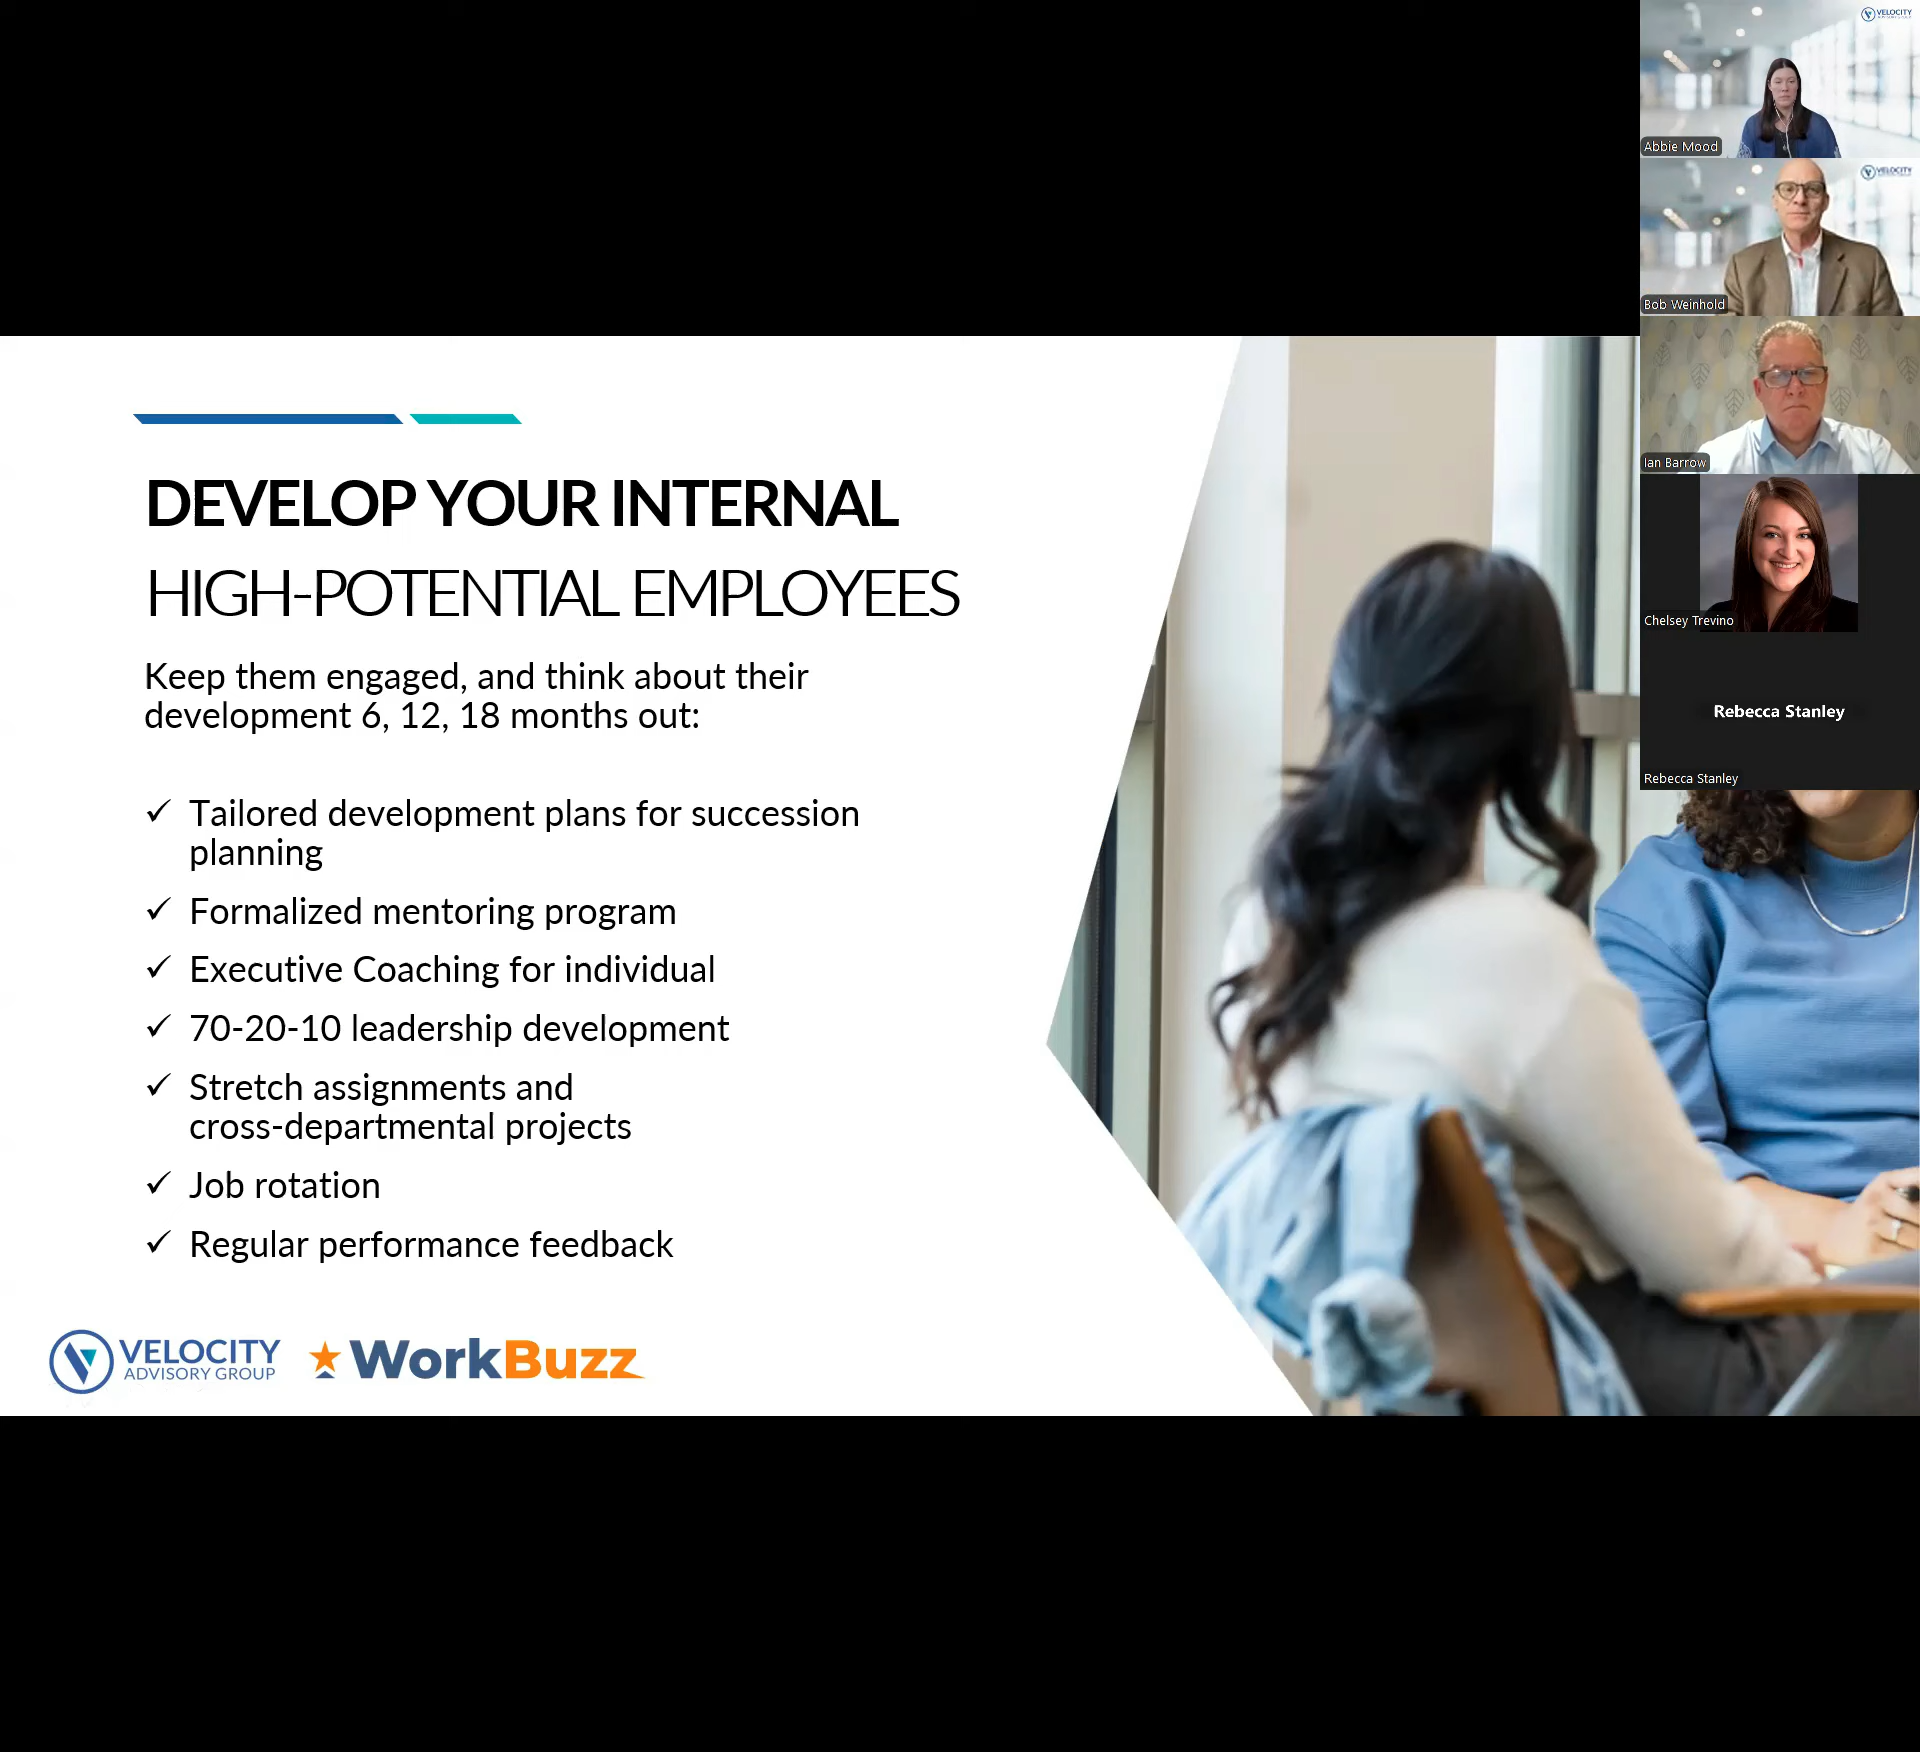 VELOCITY
Abbie Mood
VELOCITY
Bob Weinhold
Ian Barrow
Chelsey Trevino
Rebecca Stanley
Rebecca Stanley
DEVELOP YOUR INTERNAL
HIGH-POTENTIAL EMPLOYEES
Keep them engaged, and think about their
development 6, 12, 18 months out:
✓ Tailored development plans for succession
planning
✓ Formalized mentoring program
✓ Executive Coaching for individual
✓ 70-20-10 leadership development
✓ Stretch assignments and
cross-departmental projects
✓ Job rotation
✓ Regular performance feedback
VELOCITY
ADVISORY GROUP
WorkBuzz